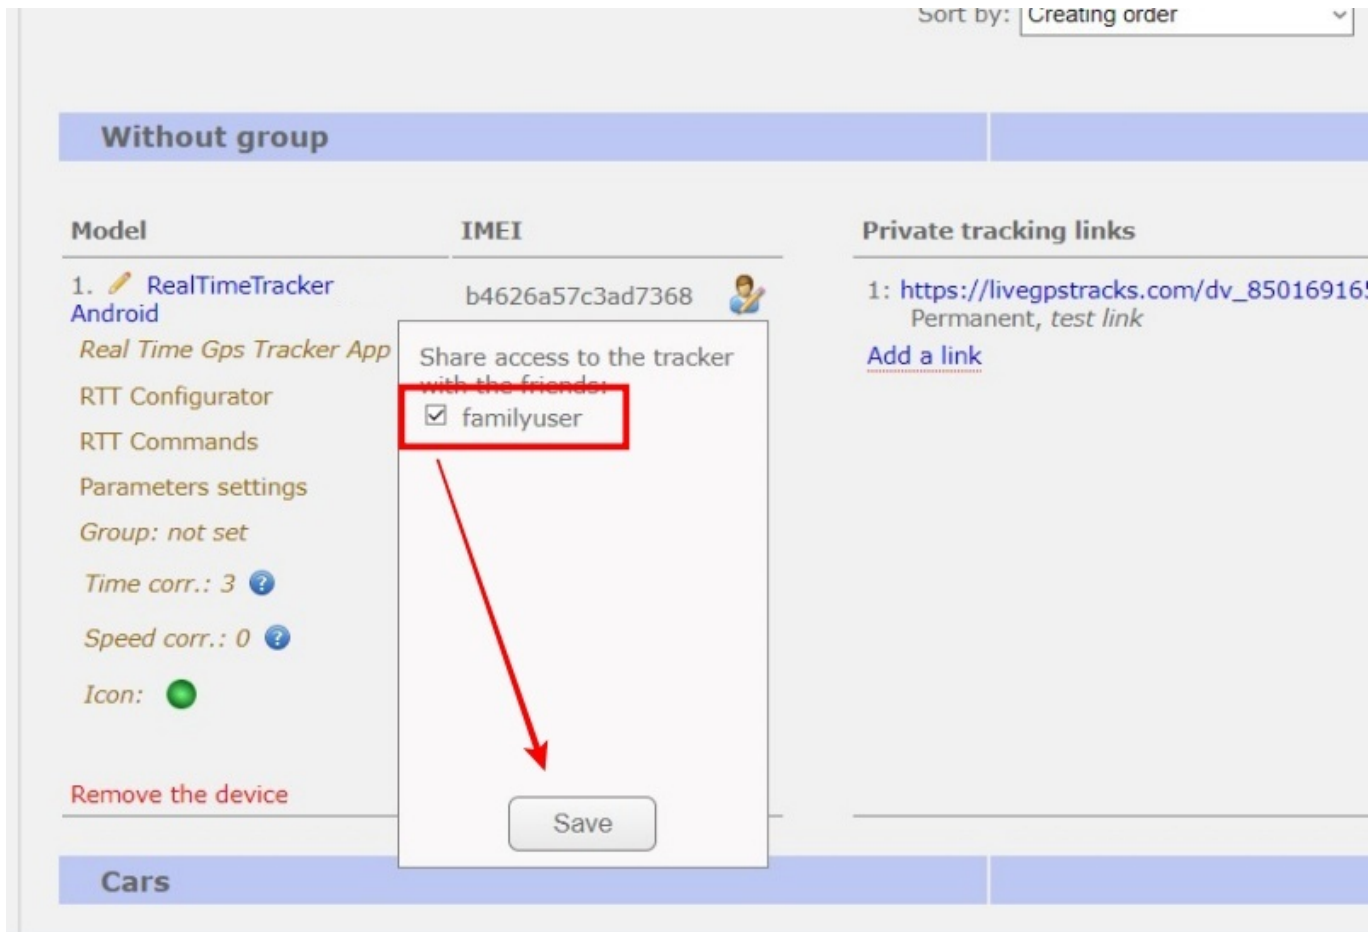 Sort by: Creating order
Without group
Model IMEI Private tracking links
1. RealTimeTracker Android
b4626a57c3ad7368
1: https://livegpstracks.com/dv_850169165
Permanent, test link
Add a link
Real Time Gps Tracker App
RTT Configurator
RTT Commands
Parameters settings
Group: not set
Time corr.: 3 ?
Speed corr.: 0 ?
Icon:
Remove the device
Share access to the tracker
with the friends:
familyuser
Save
Cars